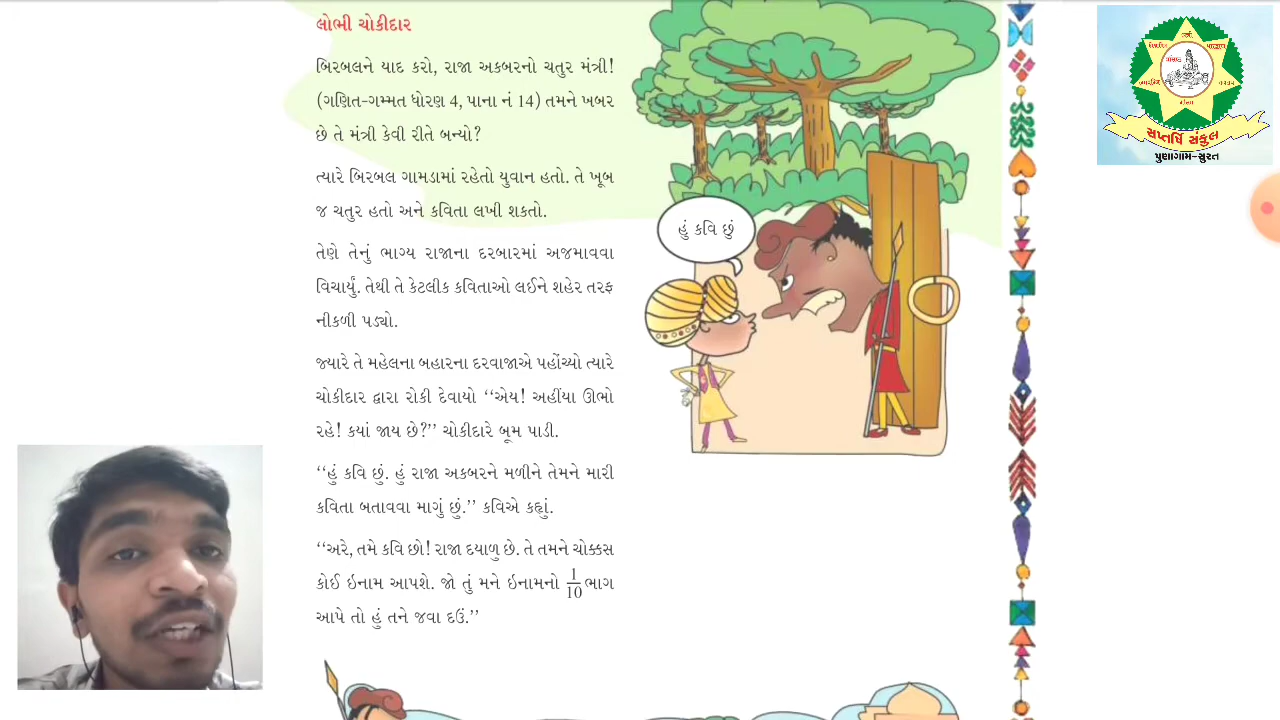 લોભી ચોકીદાર
બિરબલને યાદ કરો, રાજા અકબરનો ચતુર મંત્રી!
(ગણિત-ગમ્મત ધોરણ 4, પાના નં 14) તમને ખબર
છે તે મંત્રી કેવી રીતે બન્યો?
ત્યારે બિરબલ ગામડામાં રહેતો યુવાન હતો. તે ખૂબ
જ ચતુર હતો અને કવિતા લખી શકતો.
તેણે તેનું ભાગ્ય રાજાના દરબારમાં અજમાવવા
વિચાર્યું. તેથી તે કેટલીક કવિતાઓ લઈને શહેર તરફ
નીકળી પડ્યો.
જ્યારે તે મહેલના બહારના દરવાજાએ પહોંચ્યો ત્યારે
ચોકીદાર દ્વારા રોકી દેવાયો ‘‘એય! અહીંયા ઊભો
રહે! કયાં જાય છે?’’ ચોકીદારે બૂમ પાડી.
‘‘હું કવિ છું. હું રાજા અકબરને મળીને તેમને મારી
કવિતા બતાવવા માગું છું.’’ કવિએ કહ્યું.
‘‘અરે, તમે કવિ છો! રાજા દયાળુ છે. તે તમને ચોક્કસ
કોઈ ઇનામ આપશે. જો તું મને ઇનામનો 1/10 ભાગ
આપે તો હું તને જવા દઉં.’’
હું કવિ છું
સપ્તર્ષિ સંકુલ
પુણાગામ-સુરત